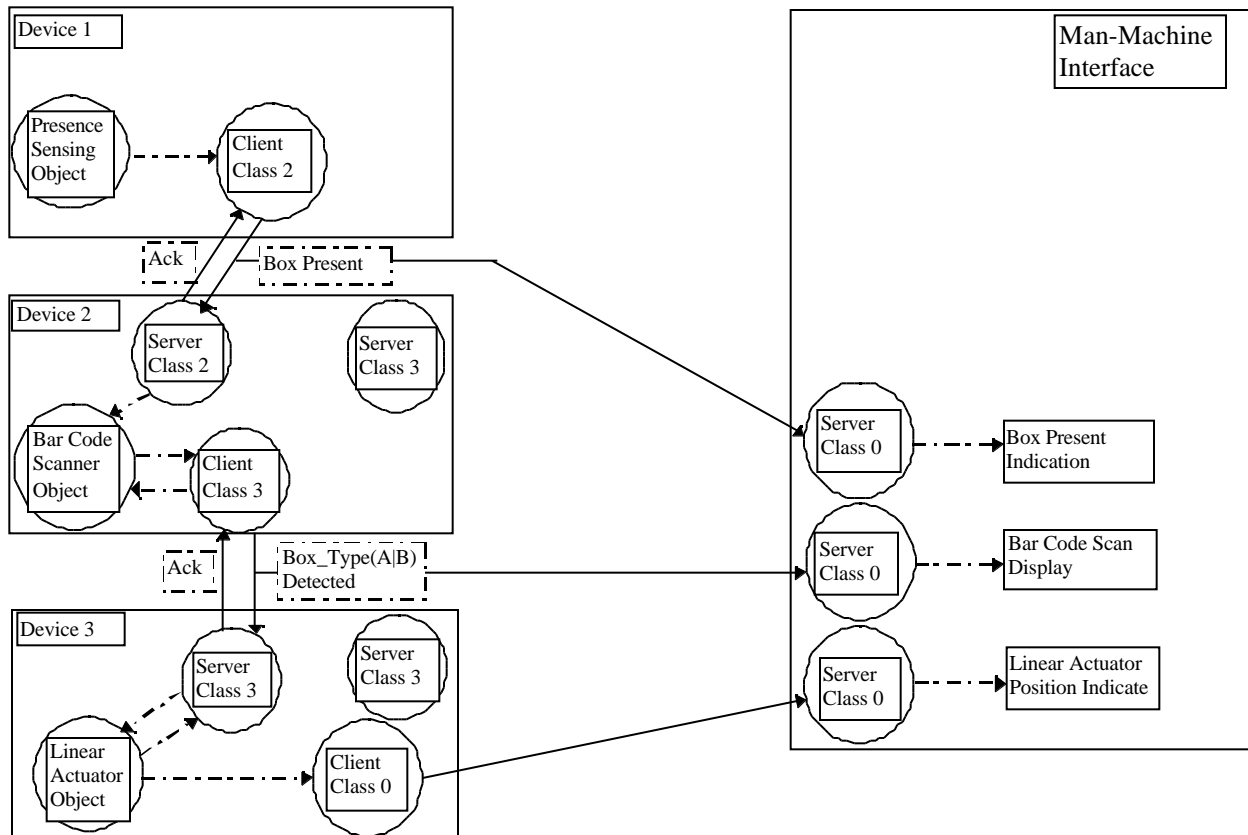 Device 1
Presence
Sensing
Object
Client
Class 2
Ack
Box Present
Device 2
Server
Class 2
Server
Class 3
Bar Code
Scanner
Object
Client
Class 3
Ack
Box_Type(A|B)
Detected
Device 3
Server
Class 3
Server
Class 3
Linear
Actuator
Object
Client
Class 0
Man-Machine
Interface
Server
Class 0
Box Present
Indication
Server
Class 0
Bar Code Scan
Display
Server
Class 0
Linear Actuator
Position Indicate